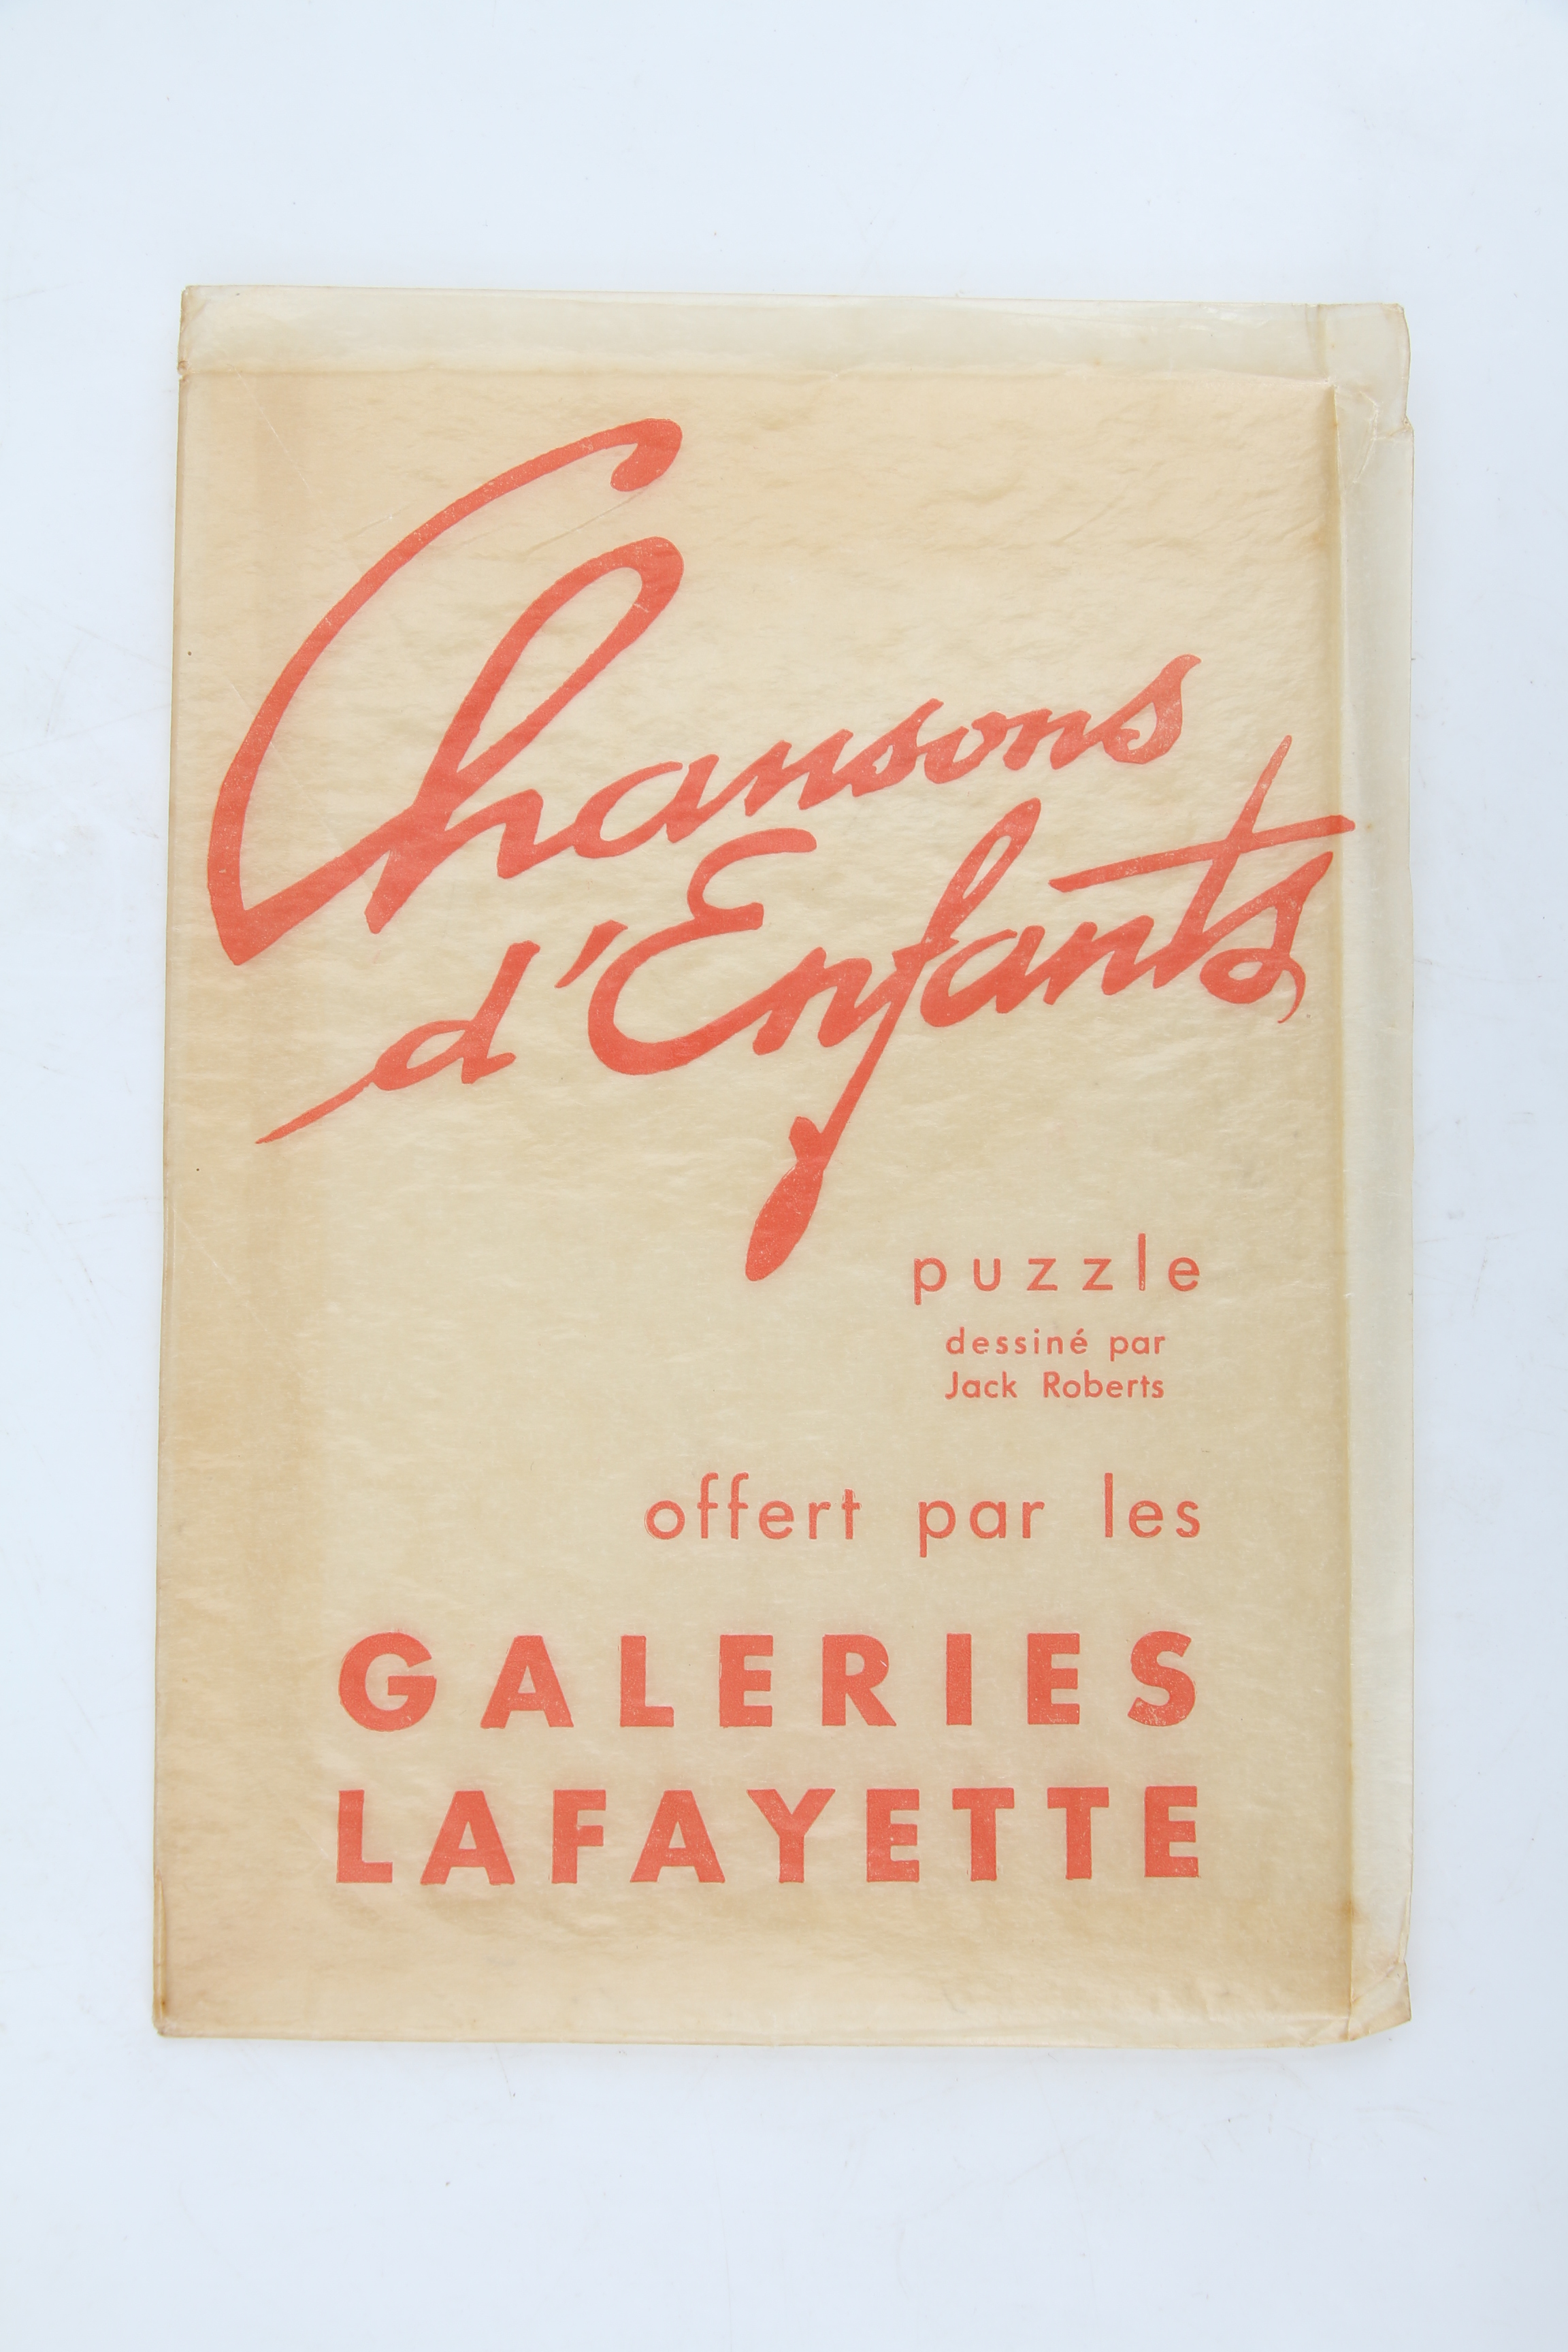 Chansons
d'Enfants
puzzle
dessiné par
Jack Roberts
offert par les
GALERIES
LAFAYETTE